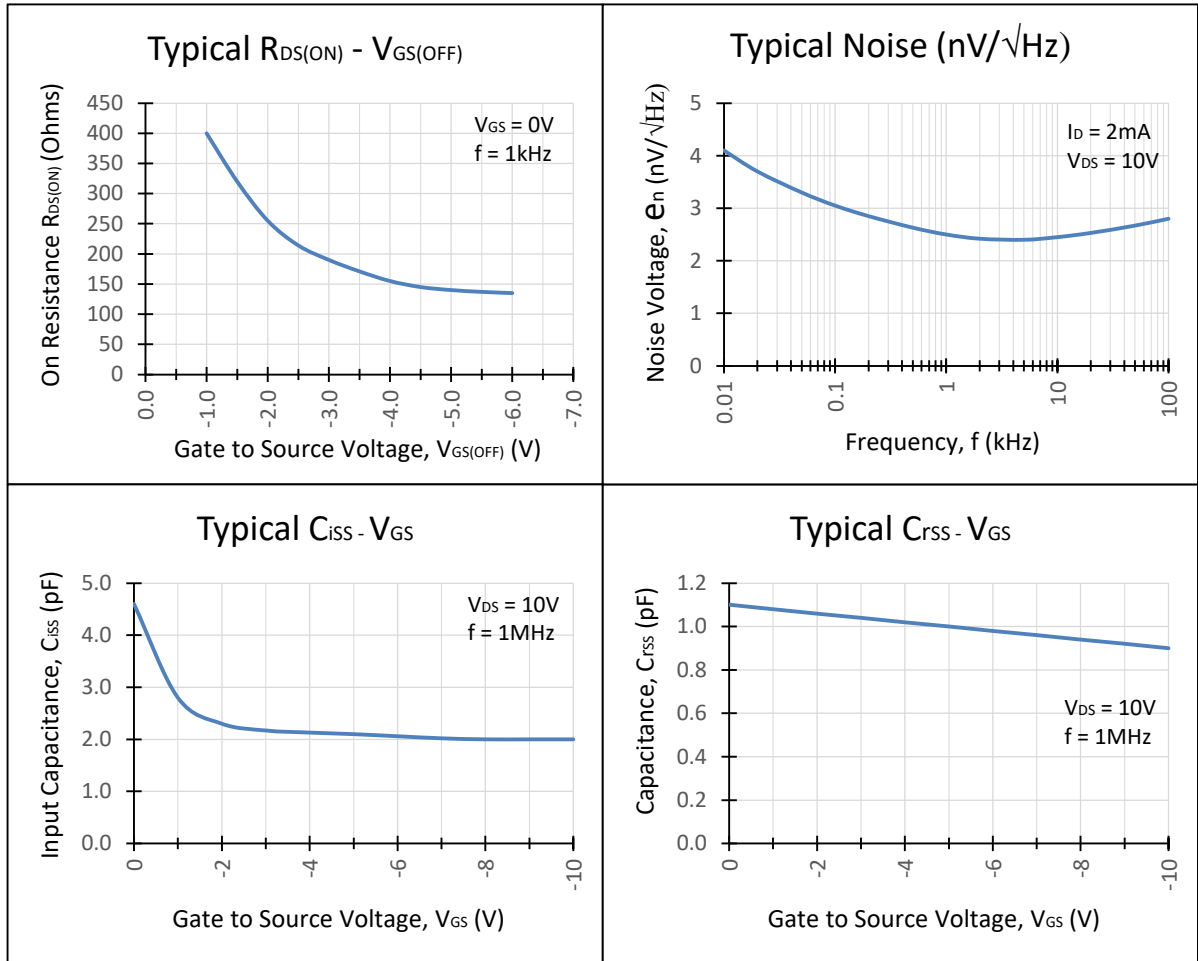 Typical RDS(ON) - VGS(OFF)
On Resistance RDS(ON) (Ohms)
450
400
350
300
250
200
150
100
50
0
VGS = 0V
f = 1kHz
0.0
-1.0
-2.0
-3.0
-4.0
-5.0
-6.0
-7.0
Gate to Source Voltage, VGS(OFF) (V)
Typical Noise (nV/√Hz)
Noise Voltage, en (nV/√Hz)
5
4
3
2
1
0
ID = 2mA
VDS = 10V
0.01
0.1
1
10
100
Frequency, f (kHz)
Typical CiSS - VGS
Input Capacitance, CiSS (pF)
5.0
4.0
3.0
2.0
1.0
0.0
VDS = 10V
f = 1MHz
0
-2
-4
-6
-8
-10
Gate to Source Voltage, VGS (V)
Typical CrSS - VGS
Capacitance, Crss (pF)
1.2
1.0
0.8
0.6
0.4
0.2
0.0
VDS = 10V
f = 1MHz
0
-2
-4
-6
-8
-10
Gate to Source Voltage, VGS (V)